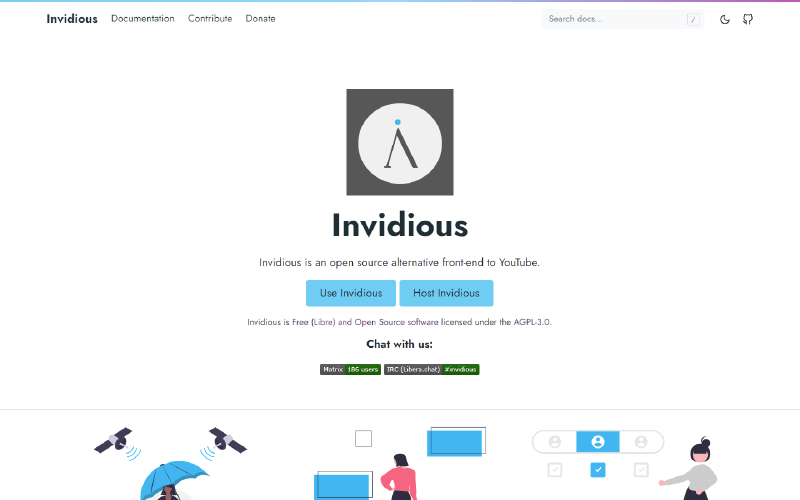 Invidious Documentation Contribute Donate Search docs... /
Invidious
Invidious is an open source alternative front-end to YouTube.
Use Invidious Host Invidious
Invidious is Free (Libre) and Open Source software licensed under the AGPL-3.0.
Chat with us:
Matrix 186 users IRC (Libera.chat) #invidious